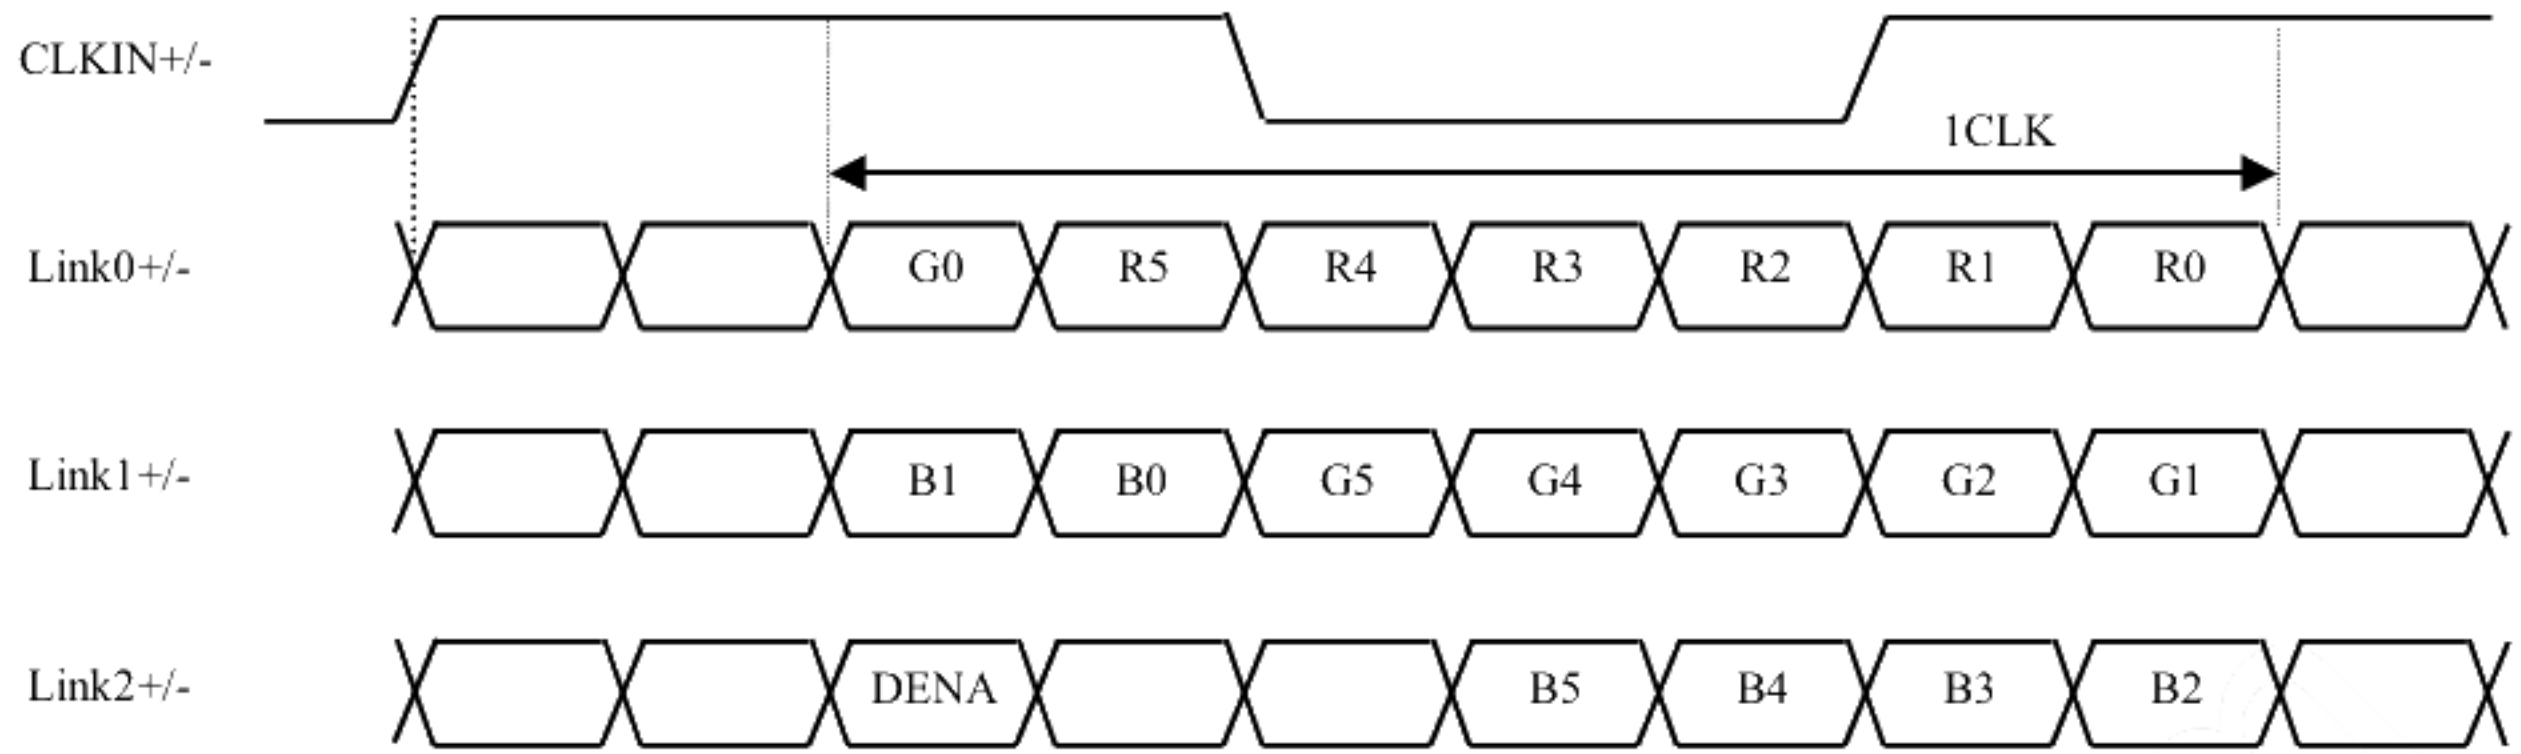 CLKIN+/-
1CLK
Link0+/- G0 R5 R4 R3 R2 R1 R0
Link1+/- B1 B0 G5 G4 G3 G2 G1
Link2+/- DENA B5 B4 B3 B2